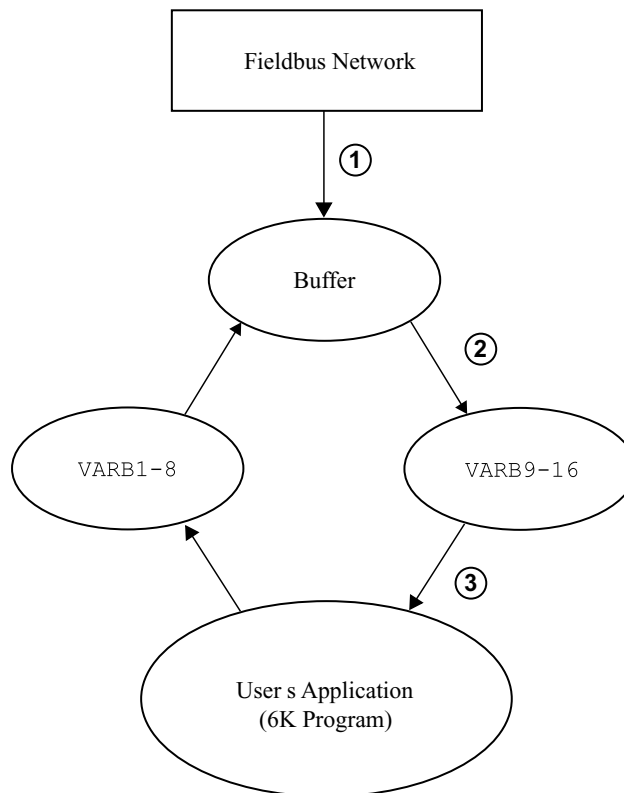 Fieldbus Network
1
Buffer
2
VARB1-8
VARB9-16
3
User s Application
(6K Program)